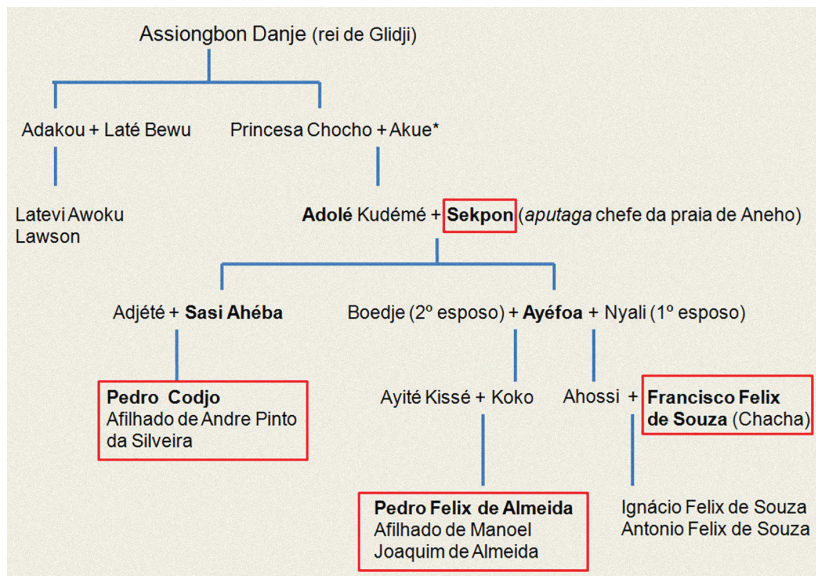 Assiongbon Danje (rei de Glidji)
Adakou + Laté Bewu
Princesa Chocho + Akue*
Latevi Awoku
Lawson
Adolé Kudémé + Sekpon (aputaga chefe da praia de Aneho)
Adjété + Sasi Ahéba
Boedje (2º esposo) + Ayéfoa + Nyali (1º esposo)
Pedro Codjo
Afilhado de Andre Pinto
da Silveira
Ayité Kissé + Koko
Ahossi + Francisco Felix
de Souza (Chacha)
Pedro Felix de Almeida
Afilhado de Manoel
Joaquim de Almeida
Ignácio Felix de Souza
Antonio Felix de Souza